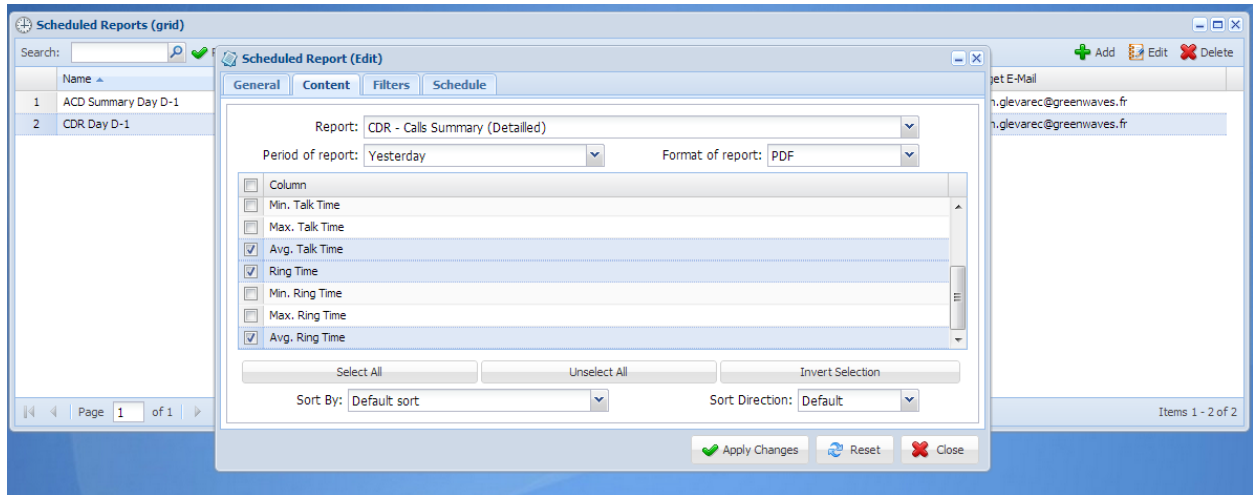 Scheduled Reports (grid)
Search:
Add Edit Delete
Name
1 ACD Summary Day D-1
2 CDR Day D-1
get E-Mail
n.glevarec@greenwaves.fr
n.glevarec@greenwaves.fr
Scheduled Report (Edit)
General Content Filters Schedule
Report: CDR - Calls Summary (Detailled)
Period of report: Yesterday Format of report: PDF
Column
Min. Talk Time
Max. Talk Time
Avg. Talk Time
Ring Time
Min. Ring Time
Max. Ring Time
Avg. Ring Time
Select All Unselect All Invert Selection
Sort By: Default sort Sort Direction: Default
Apply Changes Reset Close
Page 1 of 1
Items 1 - 2 of 2